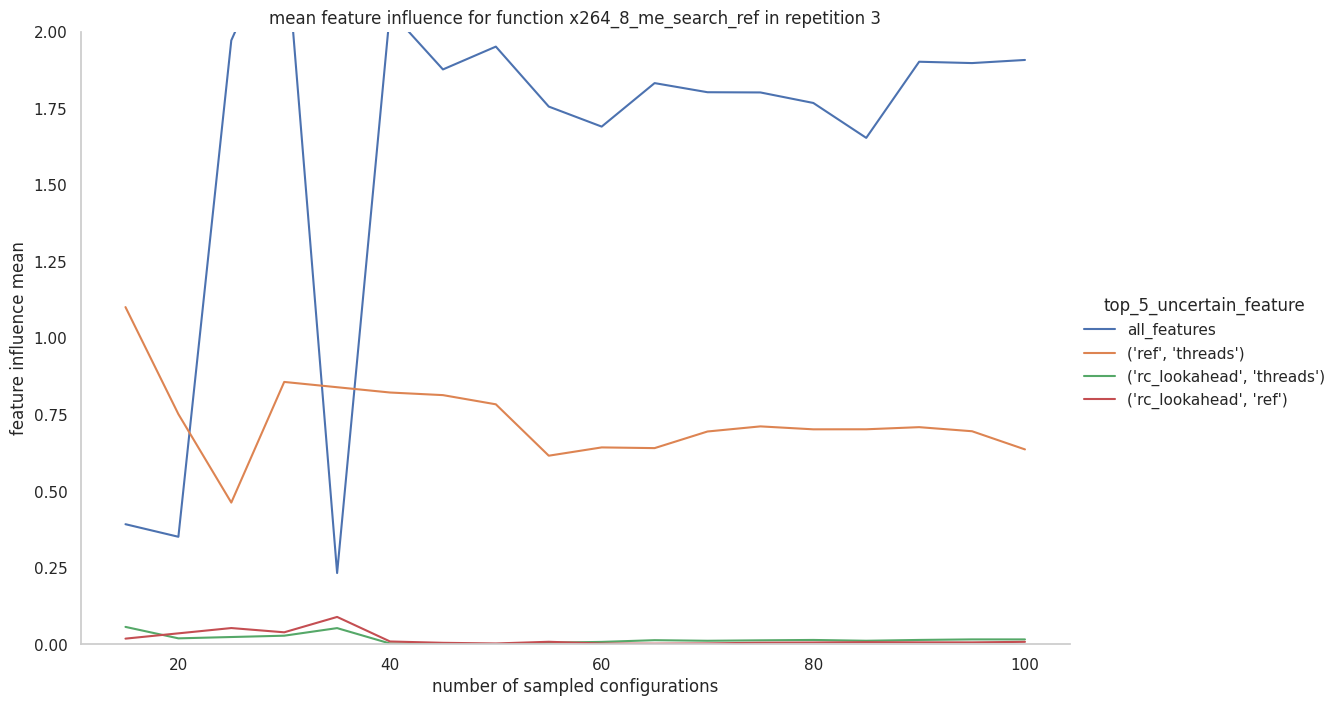 mean feature influence for function x264_8_me_search_ref in repetition 3
feature influence mean
2.00
1.75
1.50
1.25
1.00
0.75
0.50
0.25
0.00
20
40
60
80
100
number of sampled configurations
top_5_uncertain_feature
all_features
('ref', 'threads')
('rc_lookahead', 'threads')
('rc_lookahead', 'ref')